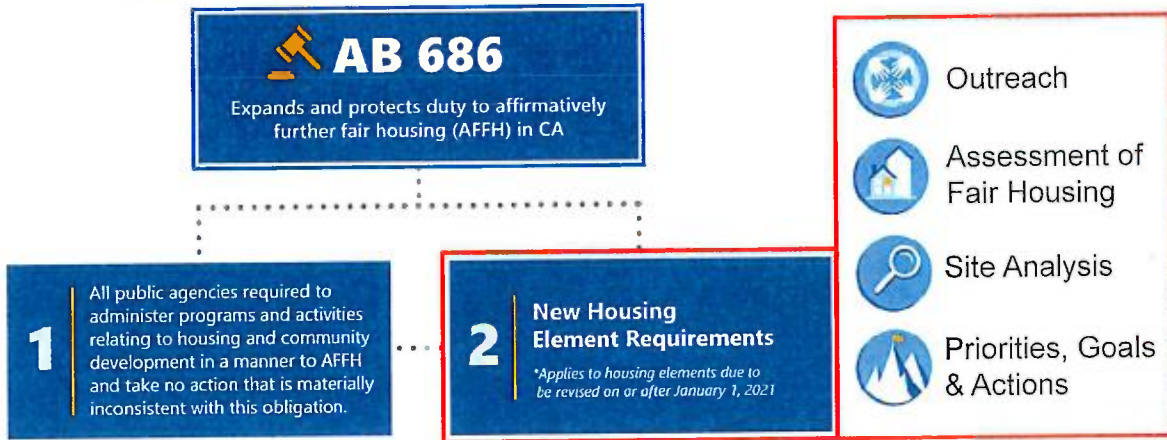 AB 686
Expands and protects duty to affirmatively
further fair housing (AFFH) in CA
1
All public agencies required to
administer programs and activities
relating to housing and community
development in a manner to AFFH
and take no action that is materially
inconsistent with this obligation.
2
New Housing
Element Requirements
*Applies to housing elements due to
be revised on or after January 1, 2021
Outreach
Assessment of
Fair Housing
Site Analysis
Priorities, Goals
& Actions